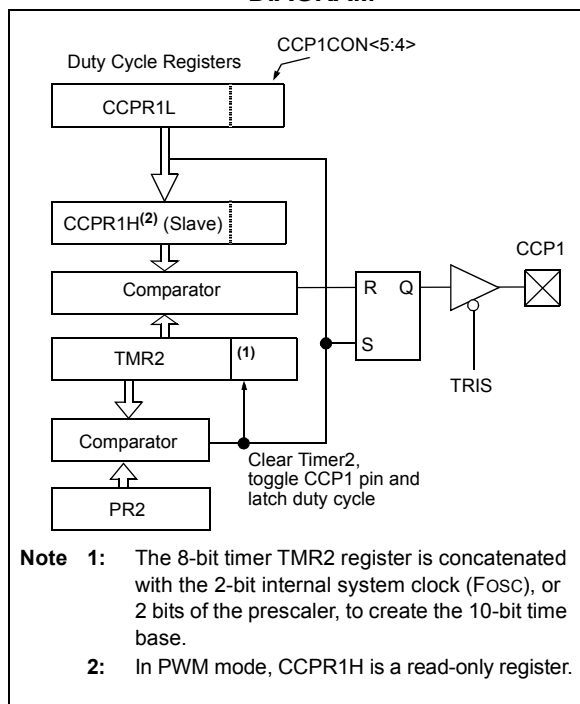 DIAGRAM
CCP1CON<5:4>
Duty Cycle Registers
CCPR1L
CCPR1H(2) (Slave)
CCP1
Comparator
R Q
TMR2
(1)
S
TRIS
Comparator
Clear Timer2,
toggle CCP1 pin and
latch duty cycle
PR2
Note 1: The 8-bit timer TMR2 register is concatenated
with the 2-bit internal system clock (FOSC), or
2 bits of the prescaler, to create the 10-bit time
base.
2: In PWM mode, CCPR1H is a read-only register.